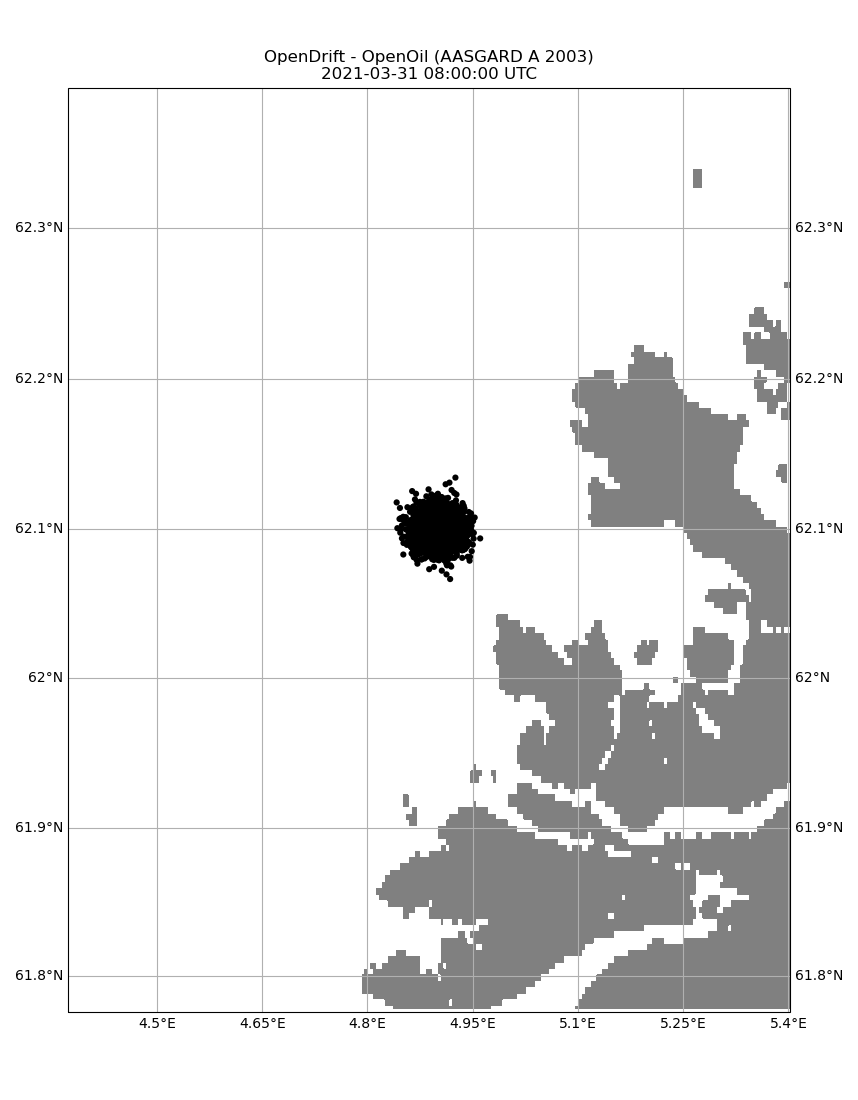 OpenDrift - OpenOil (AASGARD A 2003)
2021-03-31 08:00:00 UTC
62.3°N 62.3°N
62.2°N 62.2°N
62.1°N 62.1°N
62°N 62°N
61.9°N 61.9°N
61.8°N 61.8°N
4.5°E 4.65°E 4.8°E 4.95°E 5.1°E 5.25°E 5.4°E